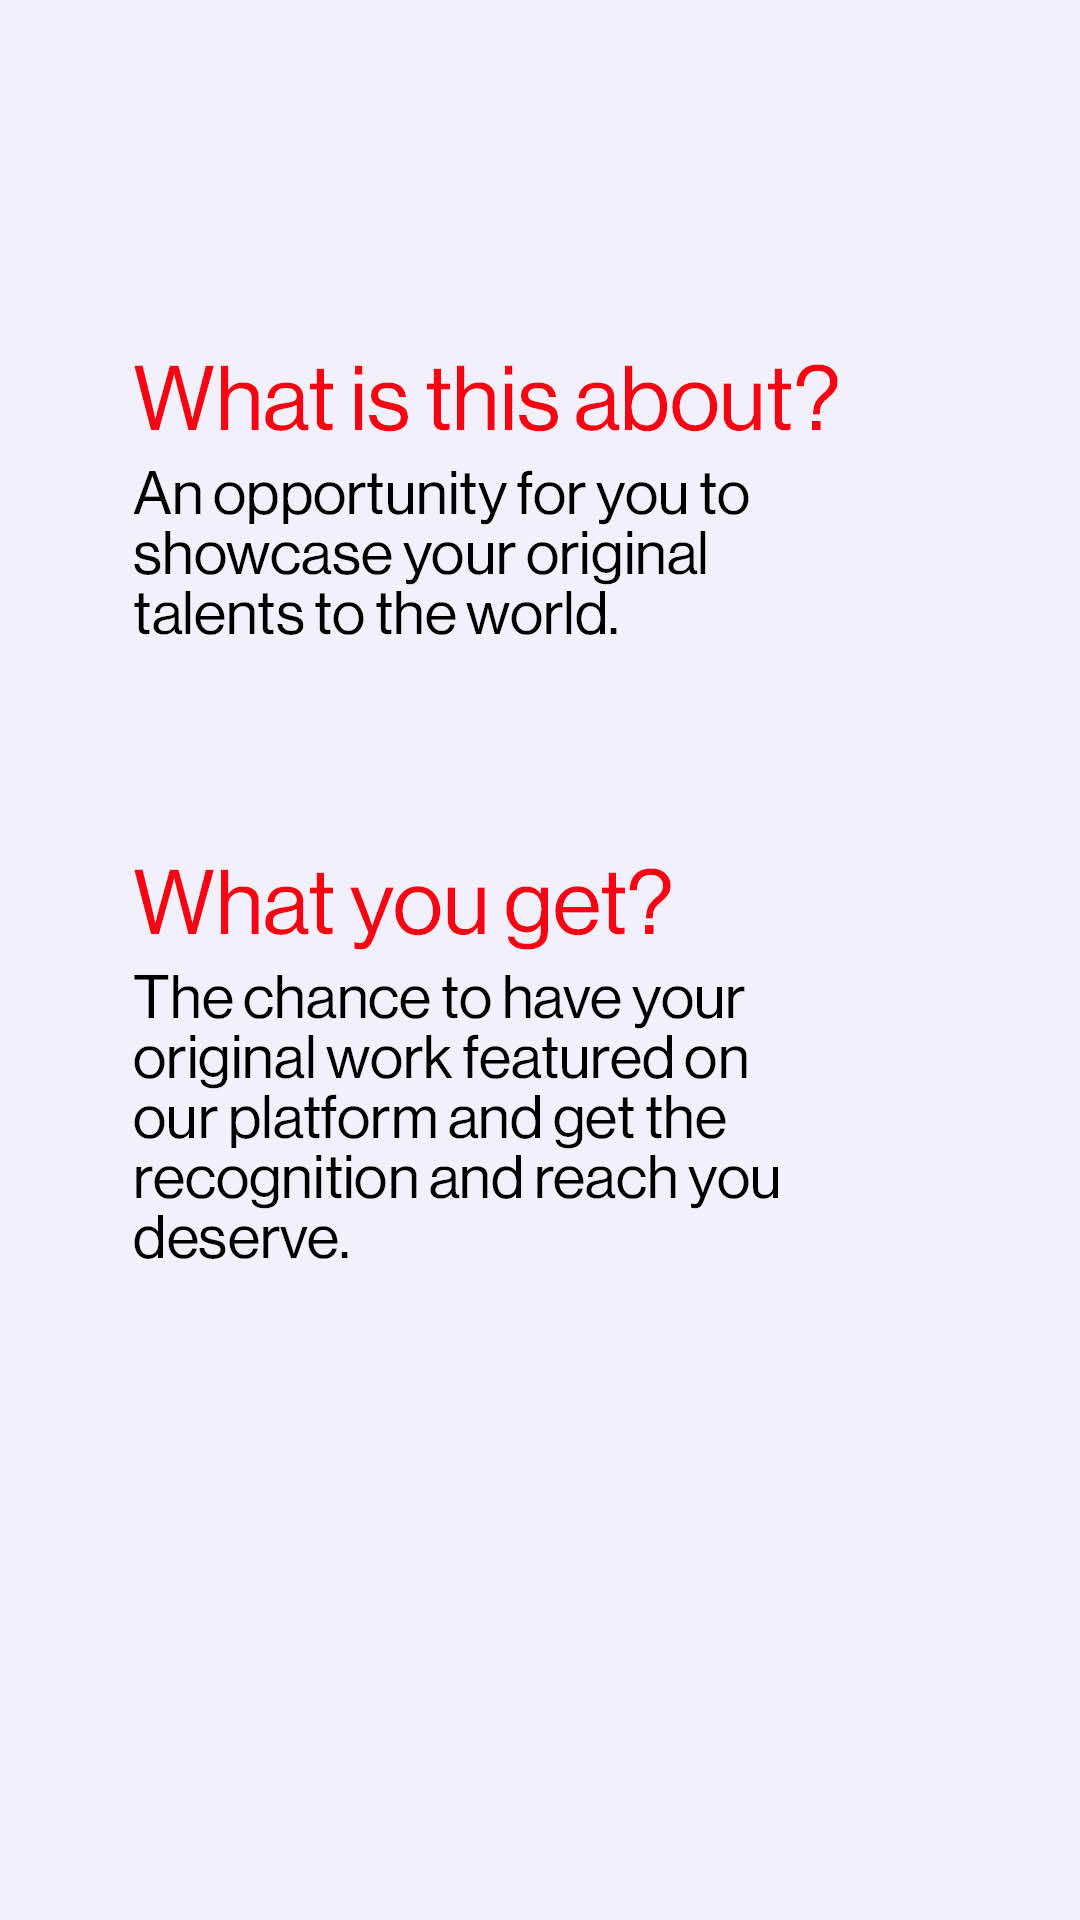 What is this about?
An opportunity for you to
showcase your original
talents to the world.
What you get?
The chance to have your
original work featured on
our platform and get the
recognition and reach you
deserve.